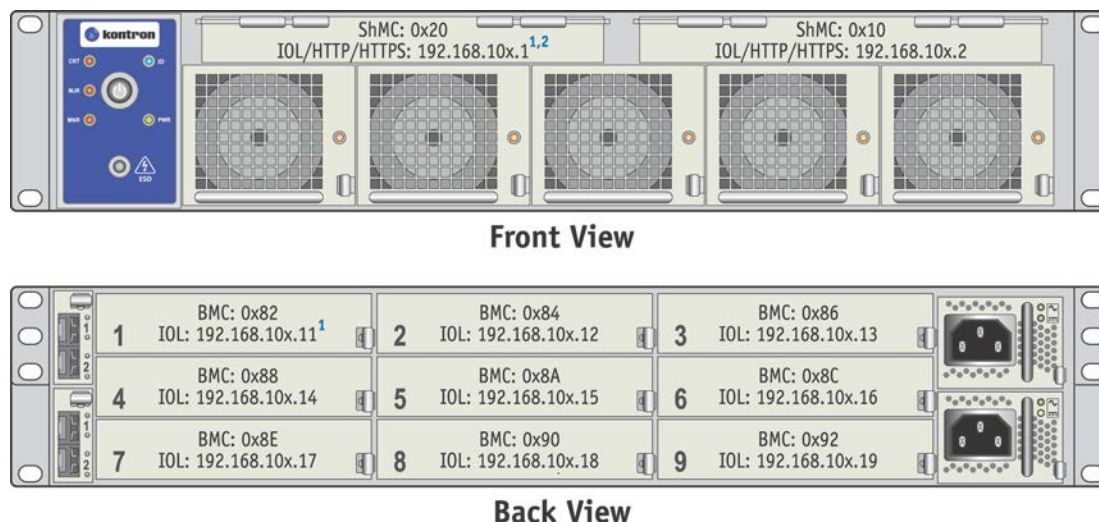 kontron
ShMC: 0x20
IOL/HTTP/HTTPS: 192.168.10x.1 1,2
ShMC: 0x10
IOL/HTTP/HTTPS: 192.168.10x.2
CRT
ID
MJR
MNR
PWR
ESD
Front View
1
2
1
BMC: 0x82
IOL: 192.168.10x.11 1
2
BMC: 0x84
IOL: 192.168.10x.12
3
BMC: 0x86
IOL: 192.168.10x.13
4
BMC: 0x88
IOL: 192.168.10x.14
5
BMC: 0x8A
IOL: 192.168.10x.15
6
BMC: 0x8C
IOL: 192.168.10x.16
1
2
7
BMC: 0x8E
IOL: 192.168.10x.17
8
BMC: 0x90
IOL: 192.168.10x.18
9
BMC: 0x92
IOL: 192.168.10x.19
Back View